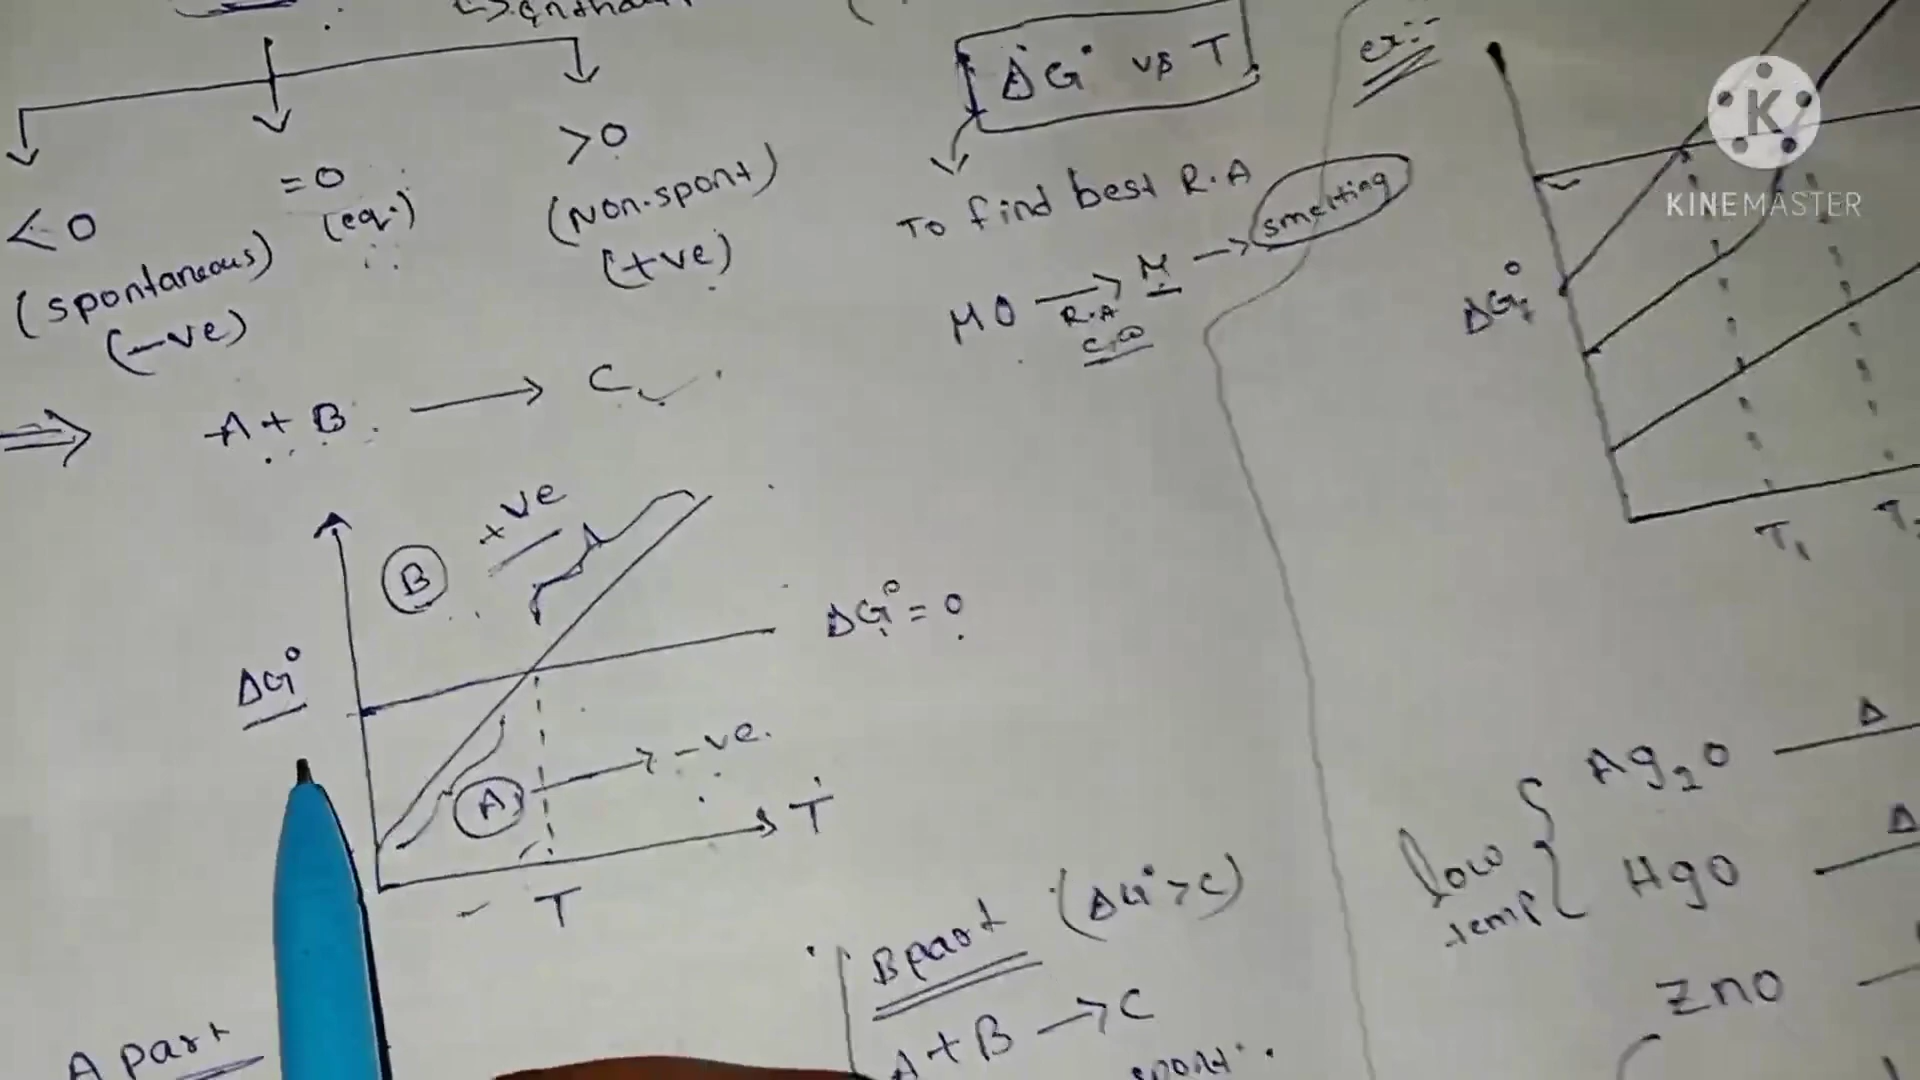 < 0
(spontaneous)
(-ve)
= 0
(eq.)
> 0
(Non.spont)
(+ve)
⇒ A + B → C
+ve
B
ΔG°
ΔG° = 0
A → -ve.
T
T
A part
ΔG° vs T
To find best R.A
MO → M → smelting
R.A
B part (ΔG° > C)
A + B → C
spont.
ex:-
ΔG°
T₁
Ag₂O Δ
HgO Δ
low temp
ZnO
K
KINEMASTER